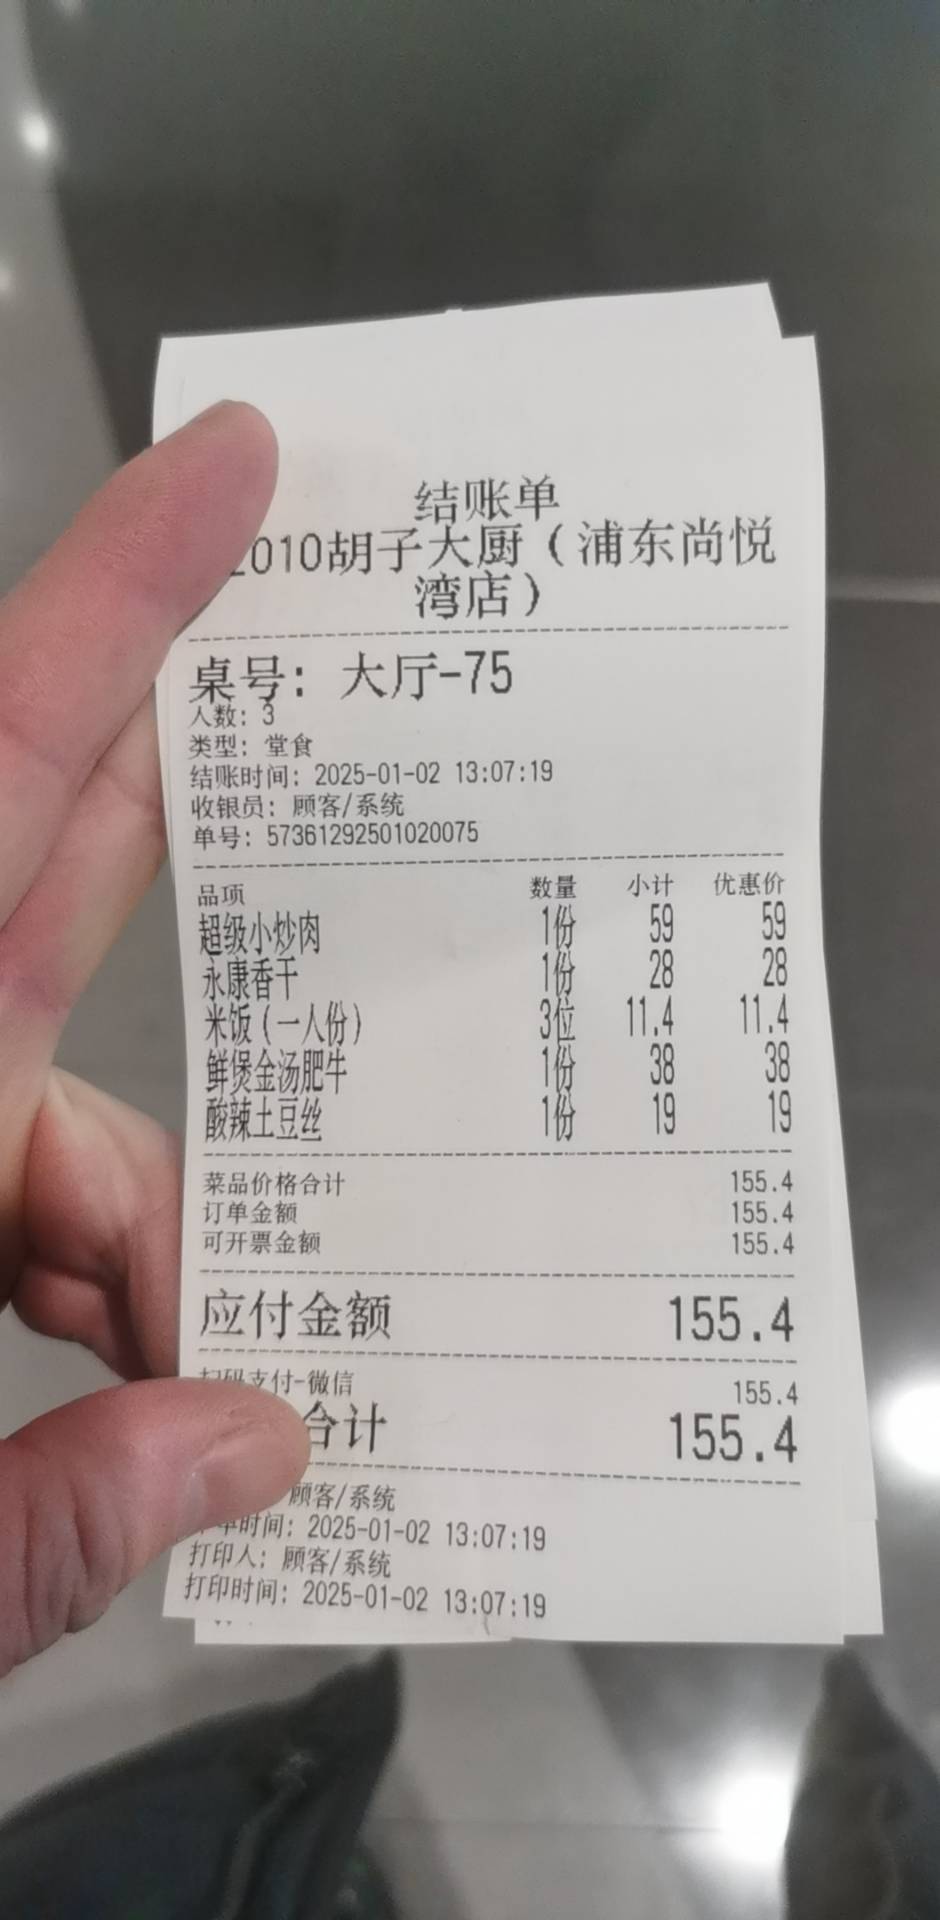 结账单
2010胡子大厨（浦东尚悦
湾店）
桌号：大厅-75
人数：3
类型：堂食
结账时间：2025-01-02 13:07:19
收银员：顾客/系统
单号：57361292501020075
品项 数量 小计 优惠价
超级小炒肉 1份 59 59
永康香干 1份 28 28
米饭（一人份） 3位 11.4 11.4
鲜煲金汤肥牛 1份 38 38
酸辣土豆丝 1份 19 19
菜品价格合计 155.4
订单金额 155.4
可开票金额 155.4
应付金额 155.4
扫码支付-微信 155.4
合计 155.4
顾客/系统
时间：2025-01-02 13:07:19
打印人：顾客/系统
打印时间：2025-01-02 13:07:19